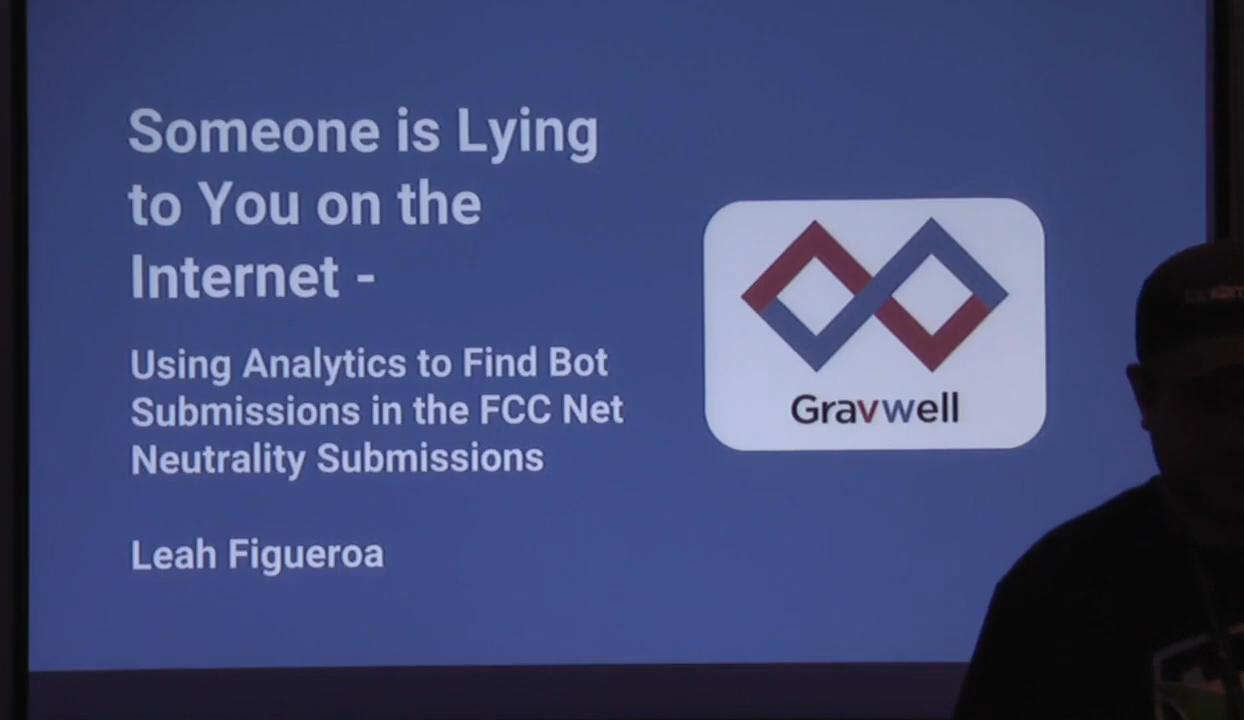 Someone is Lying
to You on the
Internet -
Using Analytics to Find Bot
Submissions in the FCC Net
Neutrality Submissions
Leah Figueroa
Gravwell